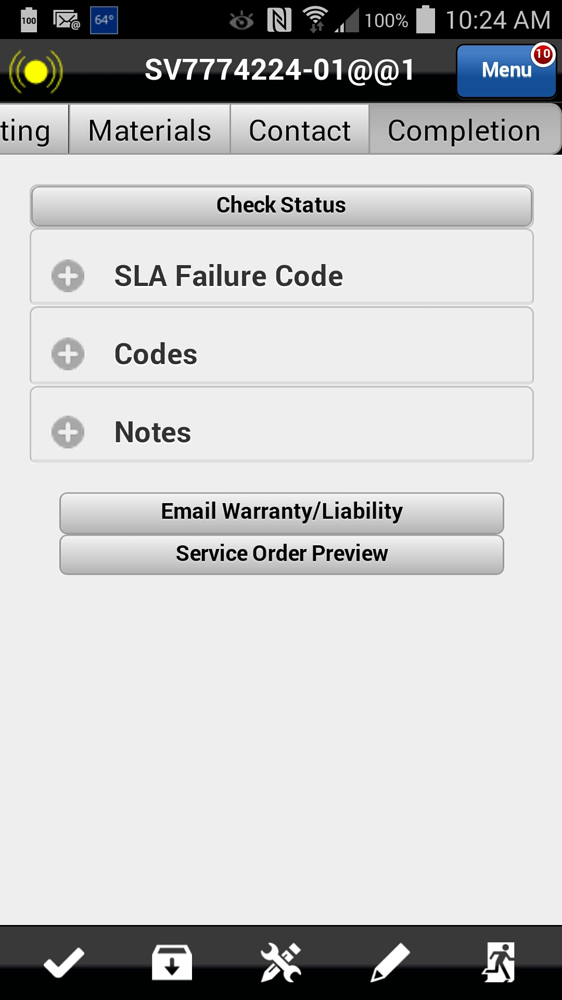 100 64° 100% 10:24 AM
SV7774224-01@@1 Menu 10
ting Materials Contact Completion
Check Status
SLA Failure Code
Codes
Notes
Email Warranty/Liability
Service Order Preview